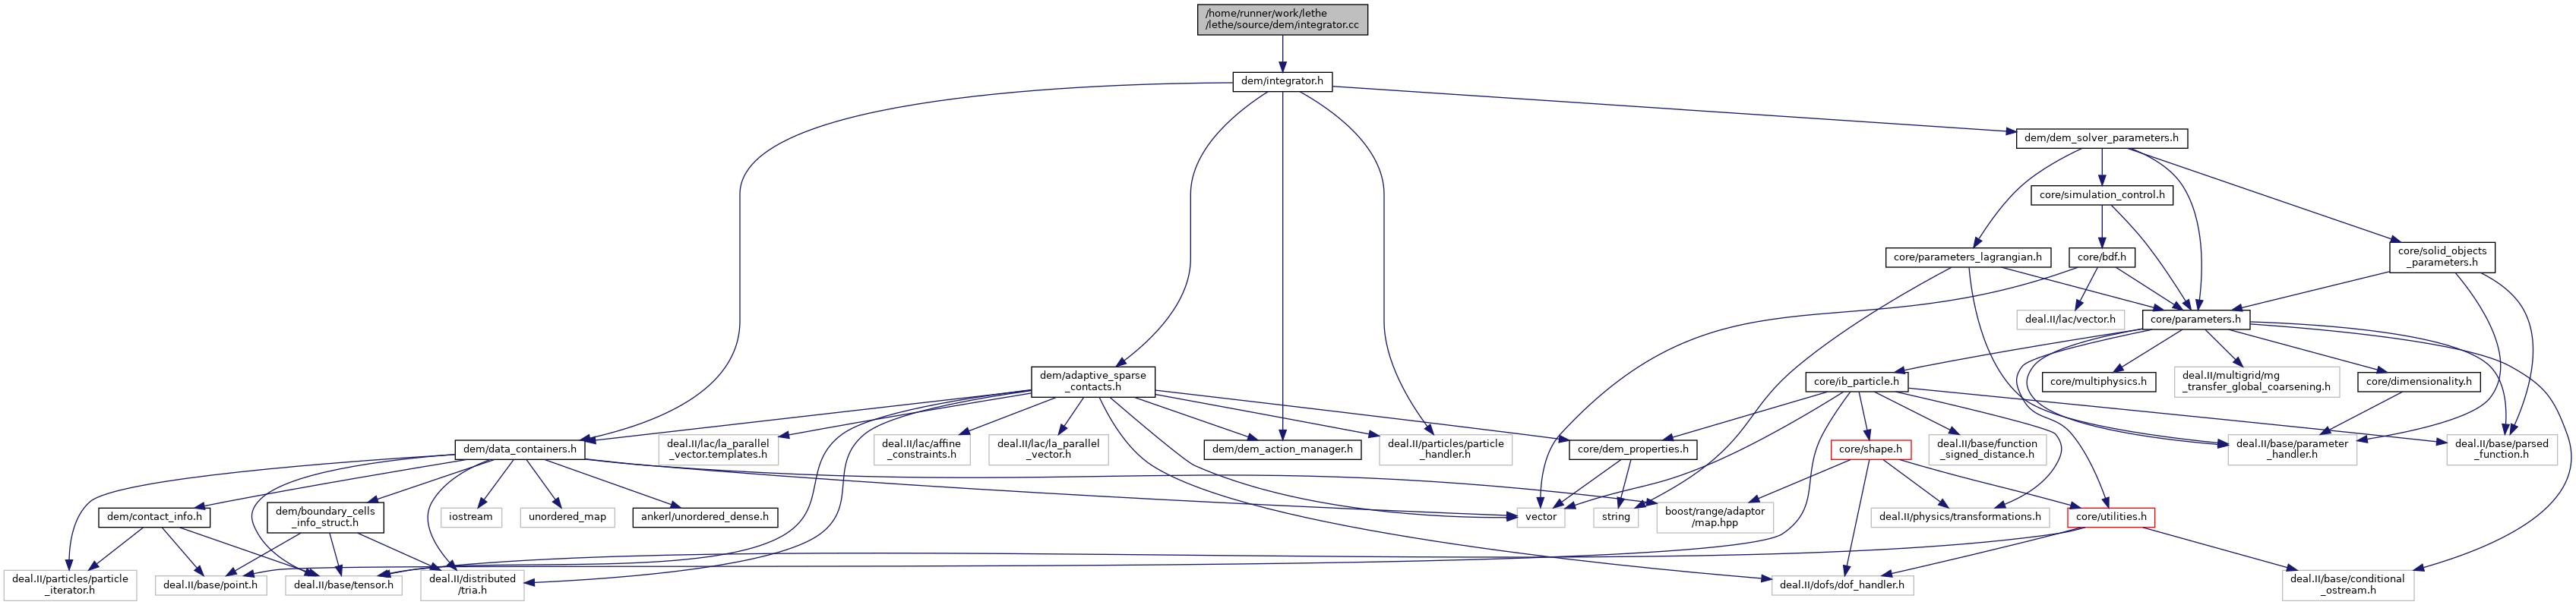 /home/runner/work/lethe
/lethe/source/dem/integrator.cc
dem/integrator.h
dem/dem_solver_parameters.h
core/simulation_control.h
core/parameters_lagrangian.h
core/bdf.h
core/solid_objects
_parameters.h
deal.II/lac/vector.h
core/parameters.h
dem/adaptive_sparse
_contacts.h
core/ib_particle.h
core/multiphysics.h
deal.II/multigrid/mg
_transfer_global_coarsening.h
core/dimensionality.h
dem/data_containers.h
deal.II/lac/la_parallel
_vector.templates.h
deal.II/lac/affine
_constraints.h
deal.II/lac/la_parallel
_vector.h
dem/dem_action_manager.h
deal.II/particles/particle
_handler.h
core/dem_properties.h
core/shape.h
deal.II/base/function
_signed_distance.h
deal.II/base/parameter
_handler.h
deal.II/base/parsed
_function.h
dem/contact_info.h
dem/boundary_cells
_info_struct.h
iostream
unordered_map
ankerl/unordered_dense.h
vector
string
boost/range/adaptor
/map.hpp
deal.II/physics/transformations.h
core/utilities.h
deal.II/particles/particle
_iterator.h
deal.II/base/point.h
deal.II/base/tensor.h
deal.II/distributed
/tria.h
deal.II/dofs/dof_handler.h
deal.II/base/conditional
_ostream.h